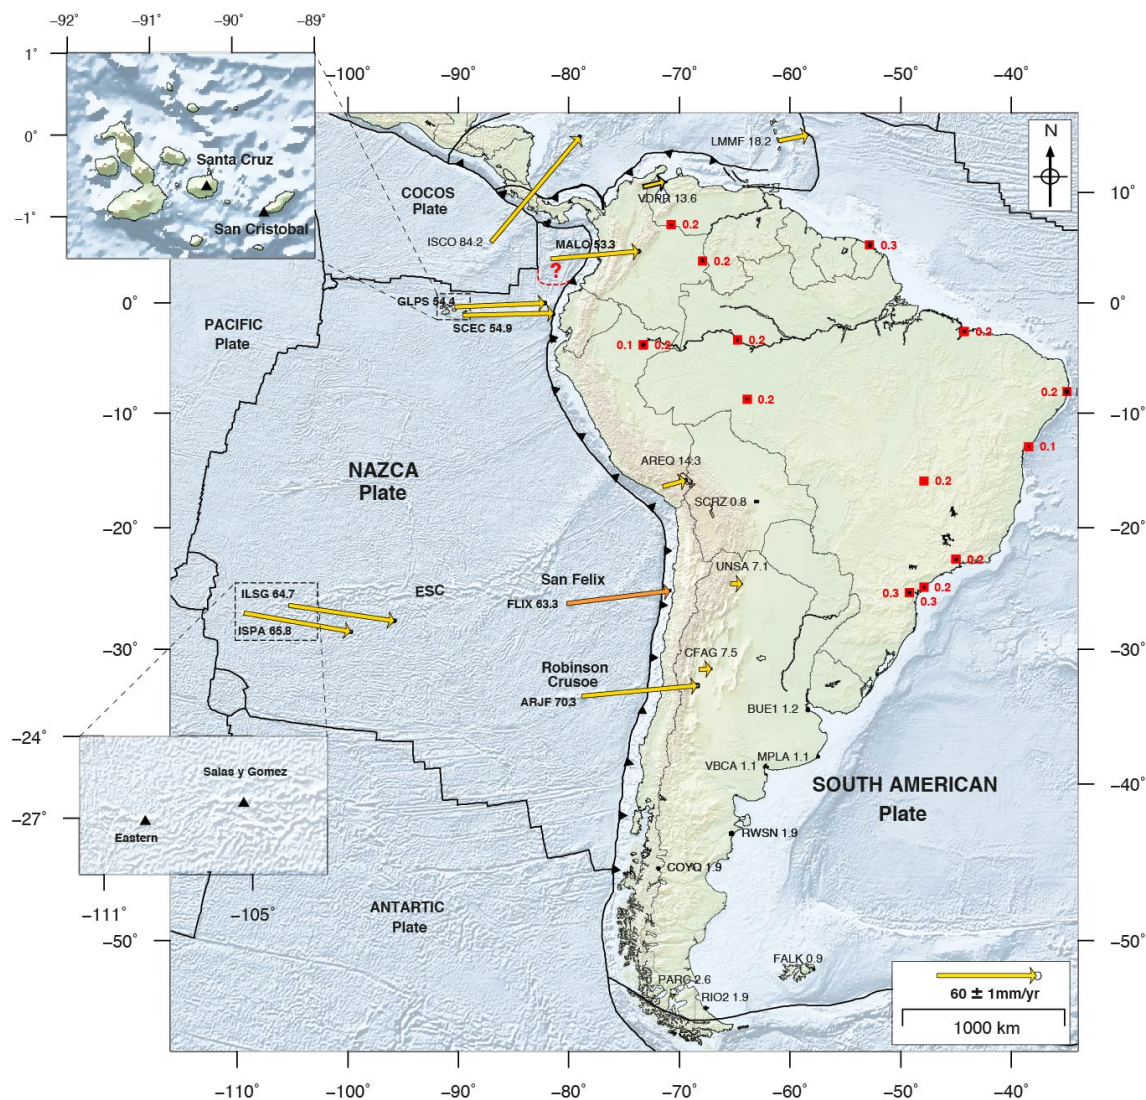 −92 −91 −90 −89
1°
0°
−1°
Santa Cruz
San Cristobal
−100° −90° −80° −70° −60° −50° −40°
N
LMMF 18.2
COCOS
Plate
VDPR 13.6
10°
10°
ISCO 84.2
MALO 53.3
0.2
0.3
0.2
?
GLPS 54.4
0°
0°
SCEC 54.9
PACIFIC
Plate
0.1 0.2
0.2
0.2
0.2
0.2
−10°
−10°
0.1
NAZCA
Plate
AREQ 14.3
SCRZ 0.8
0.2
−20°
−20°
UNSA 7.1
0.2
San Felix
ESC
FLIX 63.3
ILSG 64.7
ISPA 65.8
0.2
0.3
0.3
−30°
−30°
CFAG 7.5
Robinson
Crusoe
ARJF 70.3
BUE1 1.2
−24°
MPLA 1.1
VBCA 1.1
Salas y Gomez
SOUTH AMERICAN
Plate
−40°
−27°
Eastern
RWSN 1.9
COYQ 1.9
−111° −105°
ANTARTIC
Plate
−50°
−50°
FALK 0.9
PARC 2.6
RIO2 1.9
60 ± 1mm/yr
1000 km
−110° −100° −90° −80° −70° −60° −50° −40°